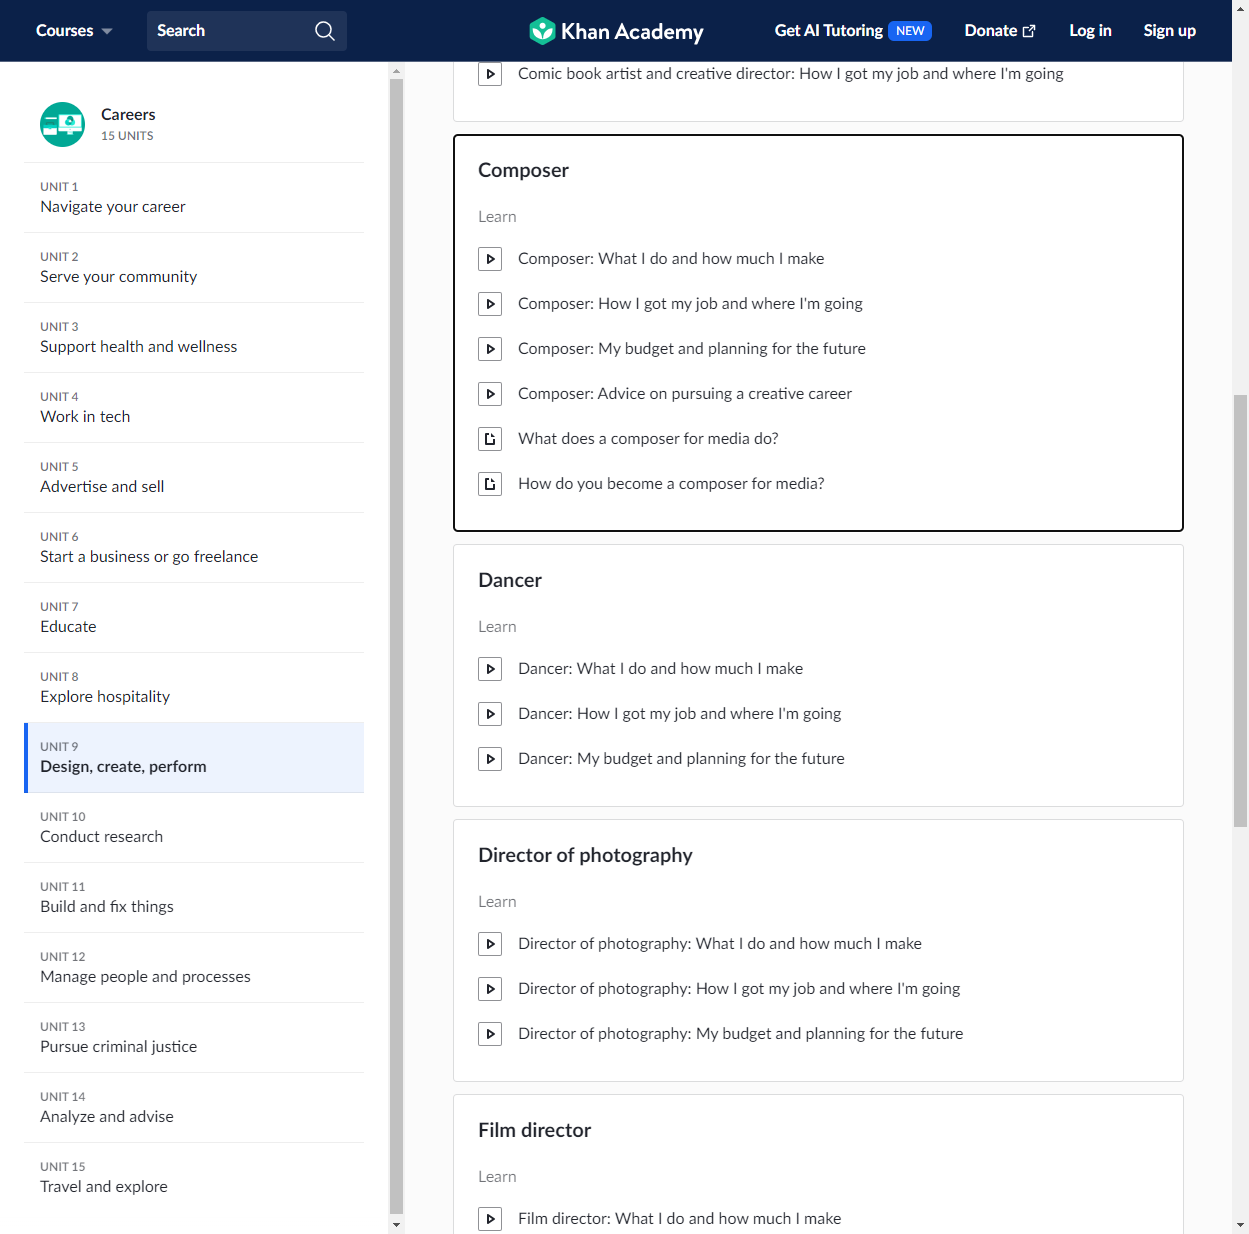 Courses
Search
Khan Academy
Get AI Tutoring NEW
Donate
Log in
Sign up
Careers
15 UNITS
UNIT 1
Navigate your career
UNIT 2
Serve your community
UNIT 3
Support health and wellness
UNIT 4
Work in tech
UNIT 5
Advertise and sell
UNIT 6
Start a business or go freelance
UNIT 7
Educate
UNIT 8
Explore hospitality
UNIT 9
Design, create, perform
UNIT 10
Conduct research
UNIT 11
Build and fix things
UNIT 12
Manage people and processes
UNIT 13
Pursue criminal justice
UNIT 14
Analyze and advise
UNIT 15
Travel and explore
Comic book artist and creative director: How I got my job and where I'm going
Composer
Learn
Composer: What I do and how much I make
Composer: How I got my job and where I'm going
Composer: My budget and planning for the future
Composer: Advice on pursuing a creative career
What does a composer for media do?
How do you become a composer for media?
Dancer
Learn
Dancer: What I do and how much I make
Dancer: How I got my job and where I'm going
Dancer: My budget and planning for the future
Director of photography
Learn
Director of photography: What I do and how much I make
Director of photography: How I got my job and where I'm going
Director of photography: My budget and planning for the future
Film director
Learn
Film director: What I do and how much I make